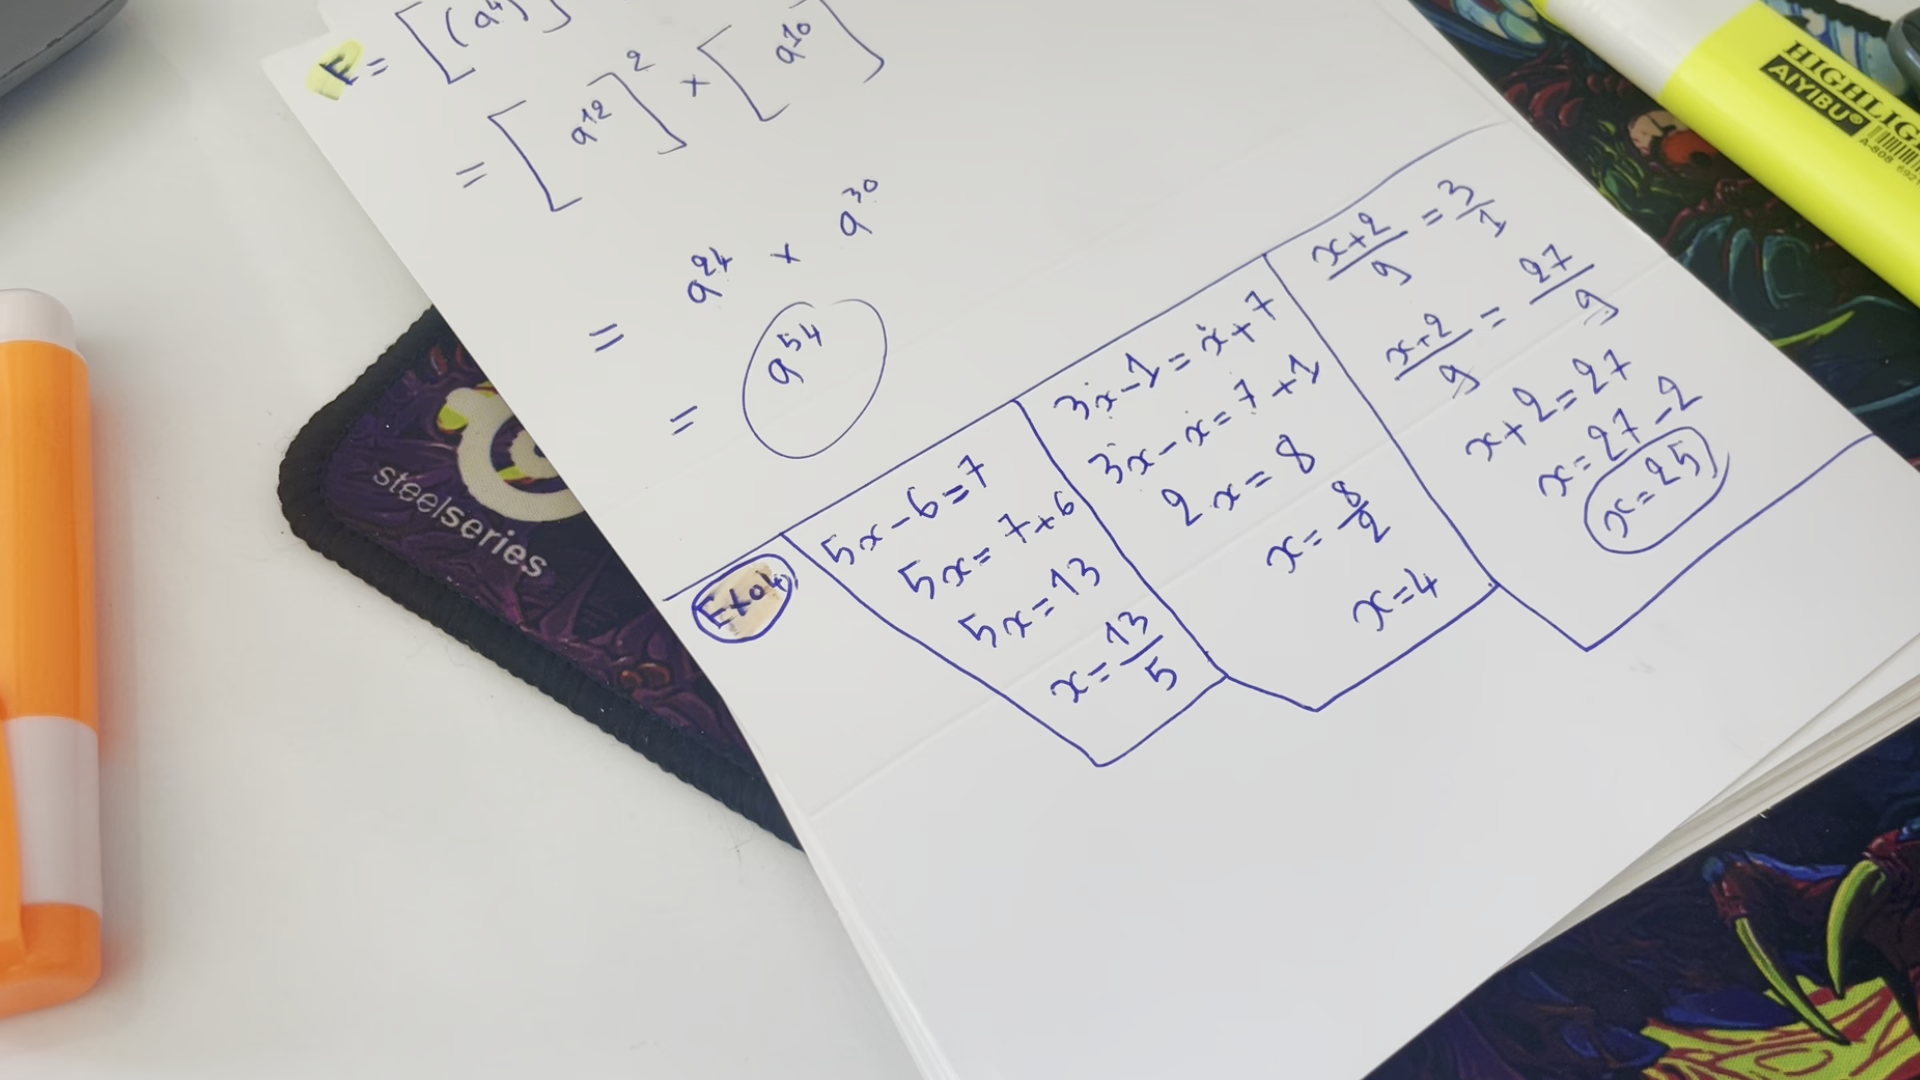 F = [(a⁴)]
= [a¹²]² × [a¹⁰]
= a²⁴ × a³⁰
= a⁵⁴
Exo4
5x-6=7
5x=7+6
5x=13
x=13/5
3x-1=x+7
3x-x=7+1
2x=8
x=8/2
x=4
x+2/9=3/1
x+2/9=27/9
x+2=27
x=27-2
x=25
steelseries
HIGHLIG
AIYIBU®
A-808 692